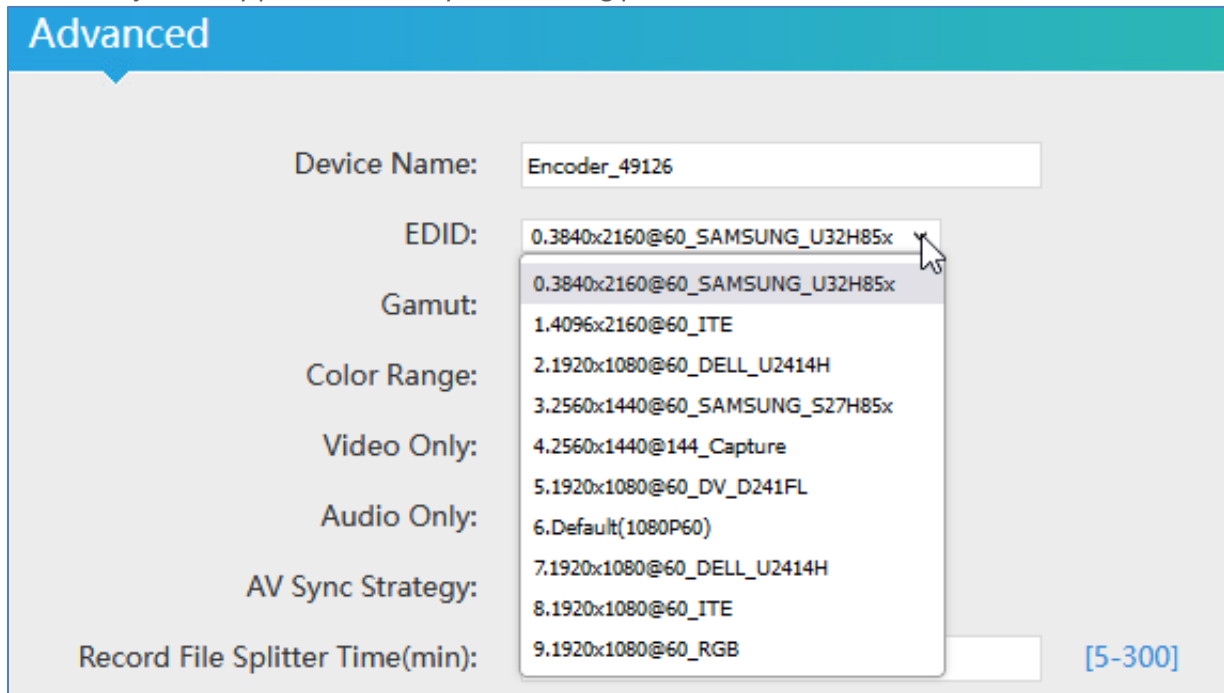 Advanced
Device Name: Encoder_49126
EDID: 0.3840x2160@60_SAMSUNG_U32H85x
0.3840x2160@60_SAMSUNG_U32H85x
Gamut:
1.4096x2160@60_ITE
2.1920x1080@60_DELL_U2414H
Color Range:
3.2560x1440@60_SAMSUNG_S27H85x
Video Only:
4.2560x1440@144_Capture
5.1920x1080@60_DV_D241FL
Audio Only:
6.Default(1080P60)
7.1920x1080@60_DELL_U2414H
AV Sync Strategy:
8.1920x1080@60_ITE
9.1920x1080@60_RGB
Record File Splitter Time(min): [5-300]